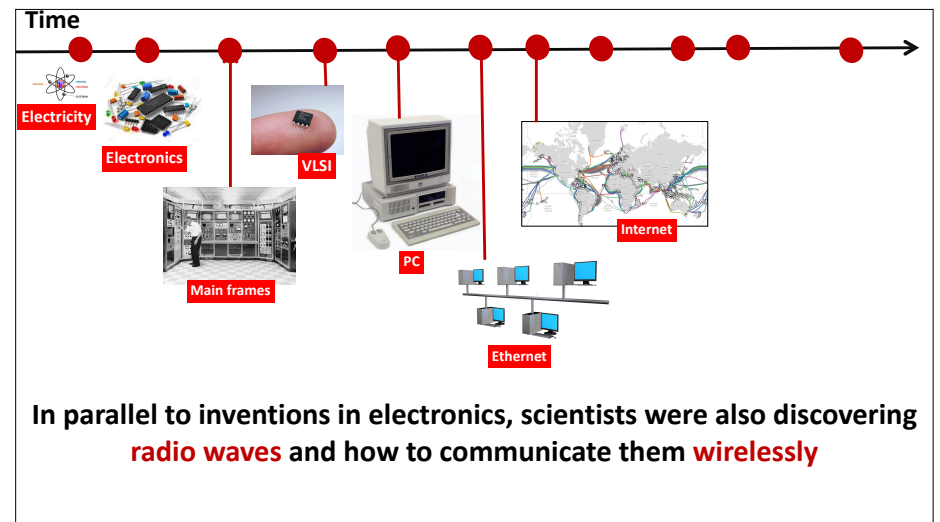 Time
Electricity
Electronics
VLSI
Main frames
PC
Internet
Ethernet
In parallel to inventions in electronics, scientists were also discovering
radio waves and how to communicate them wirelessly